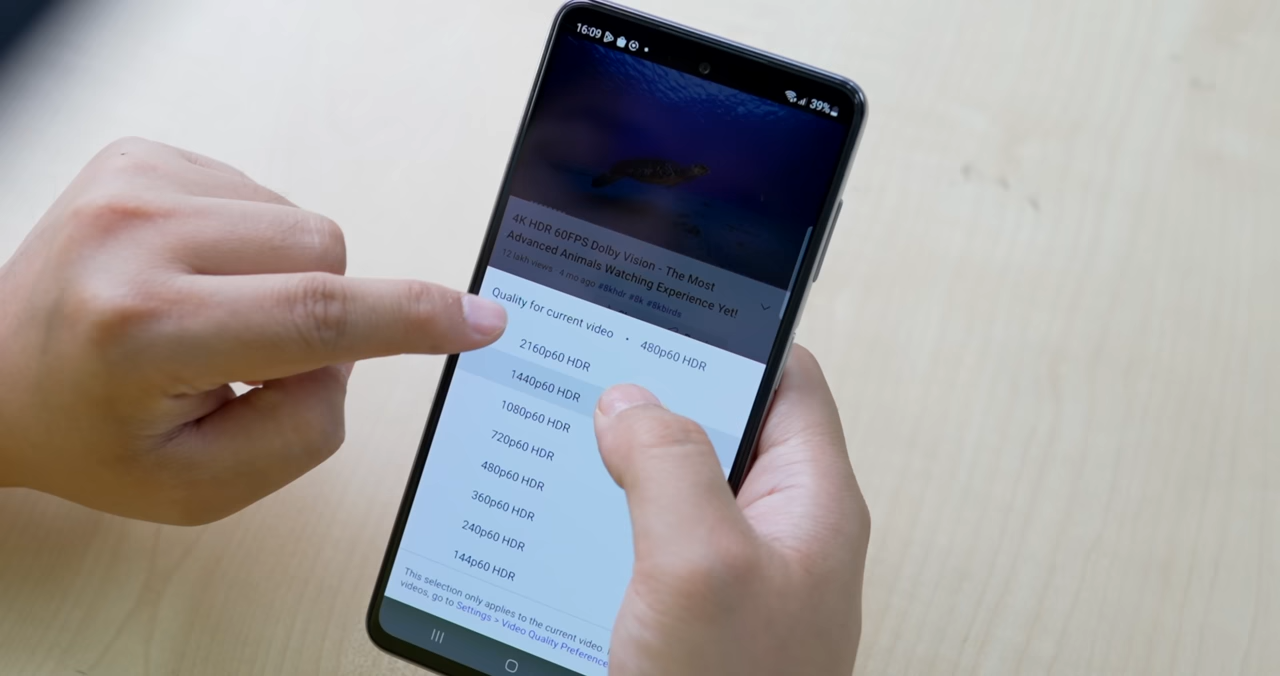 16:09
39%
4K HDR 60FPS Dolby Vision - The Most
Advanced Animals Watching Experience Yet!
12 lakh views 4 mo ago #8khdr #8k #8kbirds
Quality for current video • 480p60 HDR
2160p60 HDR
1440p60 HDR
1080p60 HDR
720p60 HDR
480p60 HDR
360p60 HDR
240p60 HDR
144p60 HDR
This selection only applies to the current video.
videos, go to Settings > Video Quality Preference